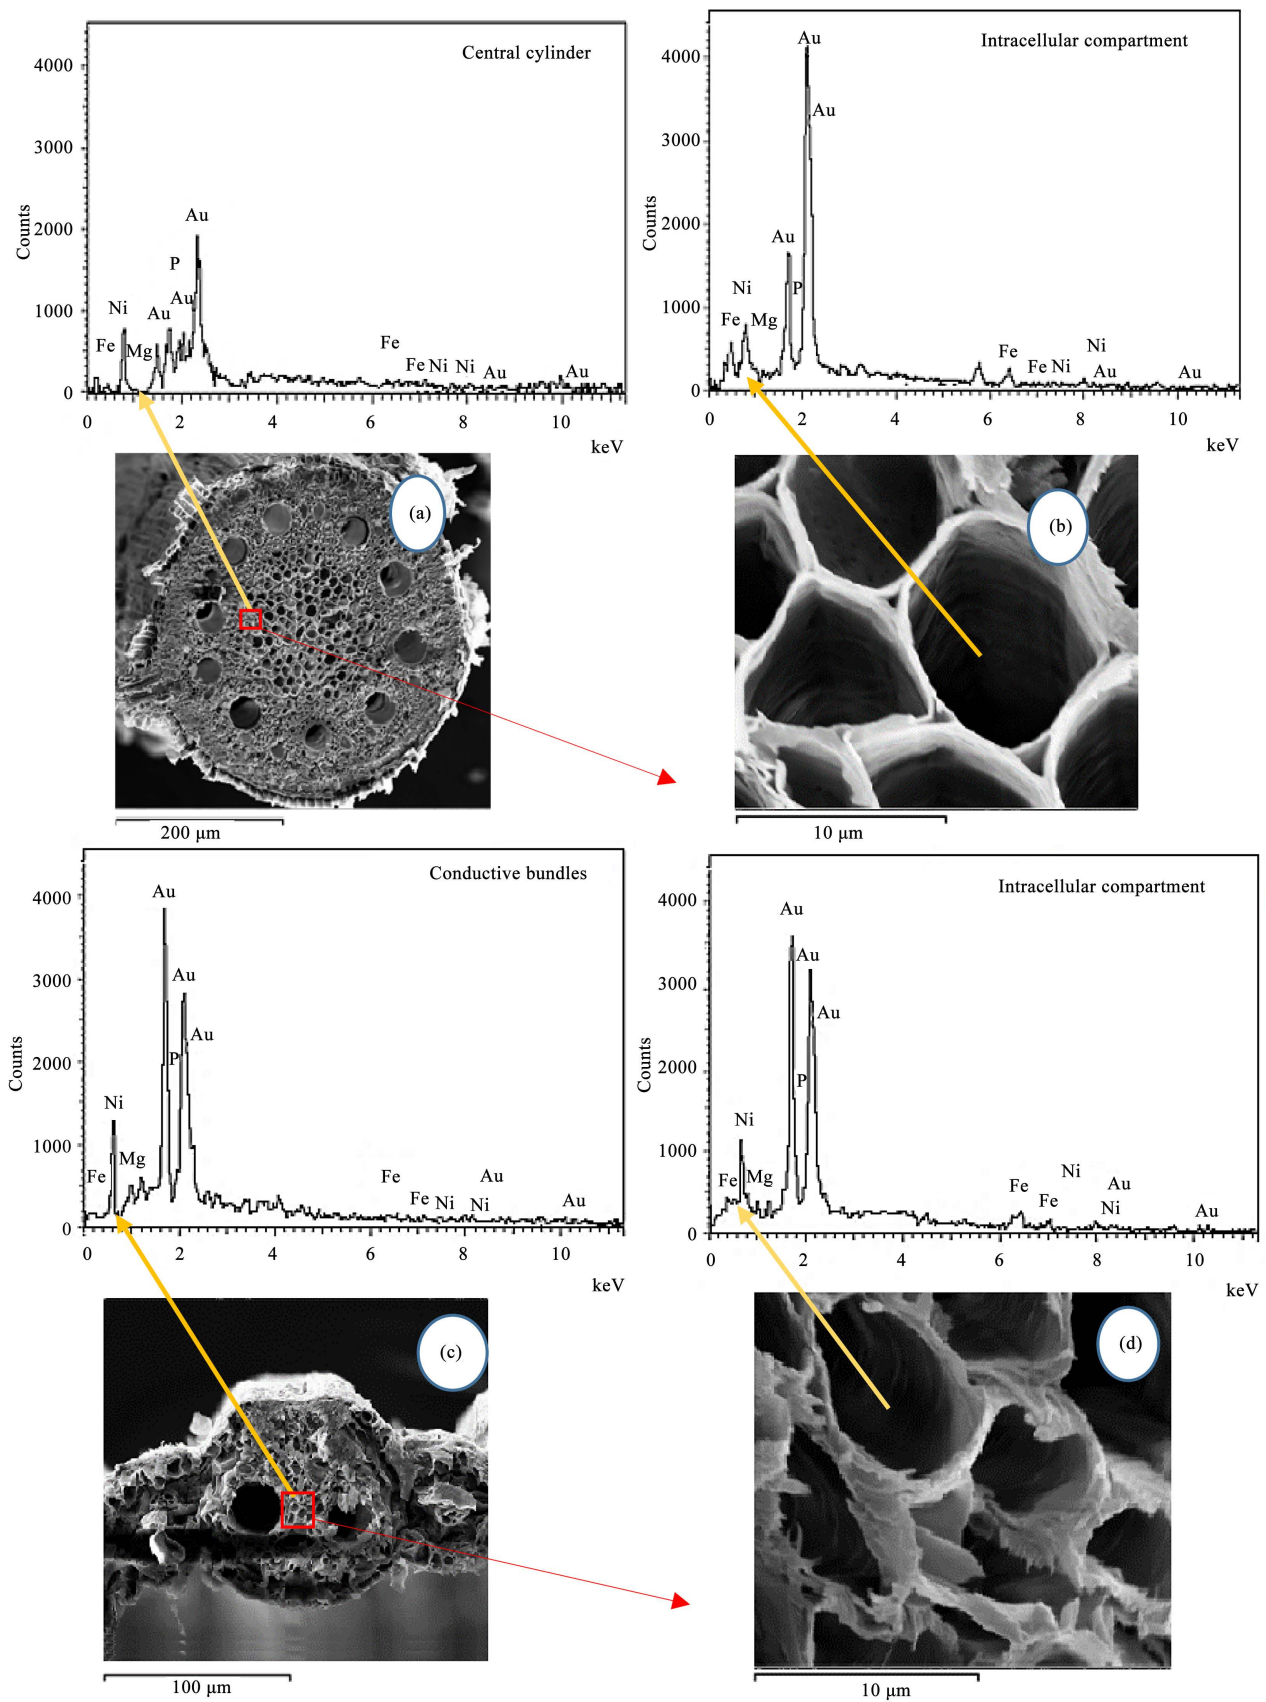 Central cylinder
Counts
4000
3000
2000
1000
0
Au
P
Au
Ni
Au
Fe
Mg
Fe
Fe Ni Ni
Au
Au
0 2 4 6 8 10
keV
Intracellular compartment
Counts
4000
3000
2000
1000
0
Au
Au
Au
Ni
P
Fe Mg
Fe
Ni
Fe Ni
Au
Au
0 2 4 6 8 10
keV
(a)
200 µm
(b)
10 µm
Conductive bundles
Counts
4000
3000
2000
1000
0
Au
Au
Au
P
Ni
Fe
Mg
Fe
Au
Fe Ni Ni
Au
0 2 4 6 8 10
keV
Intracellular compartment
Counts
4000
3000
2000
1000
0
Au
Au
Au
P
Ni
Fe Mg
Ni
Fe
Au
Fe
Ni
Au
0 2 4 6 8 10
keV
(c)
100 µm
(d)
10 µm